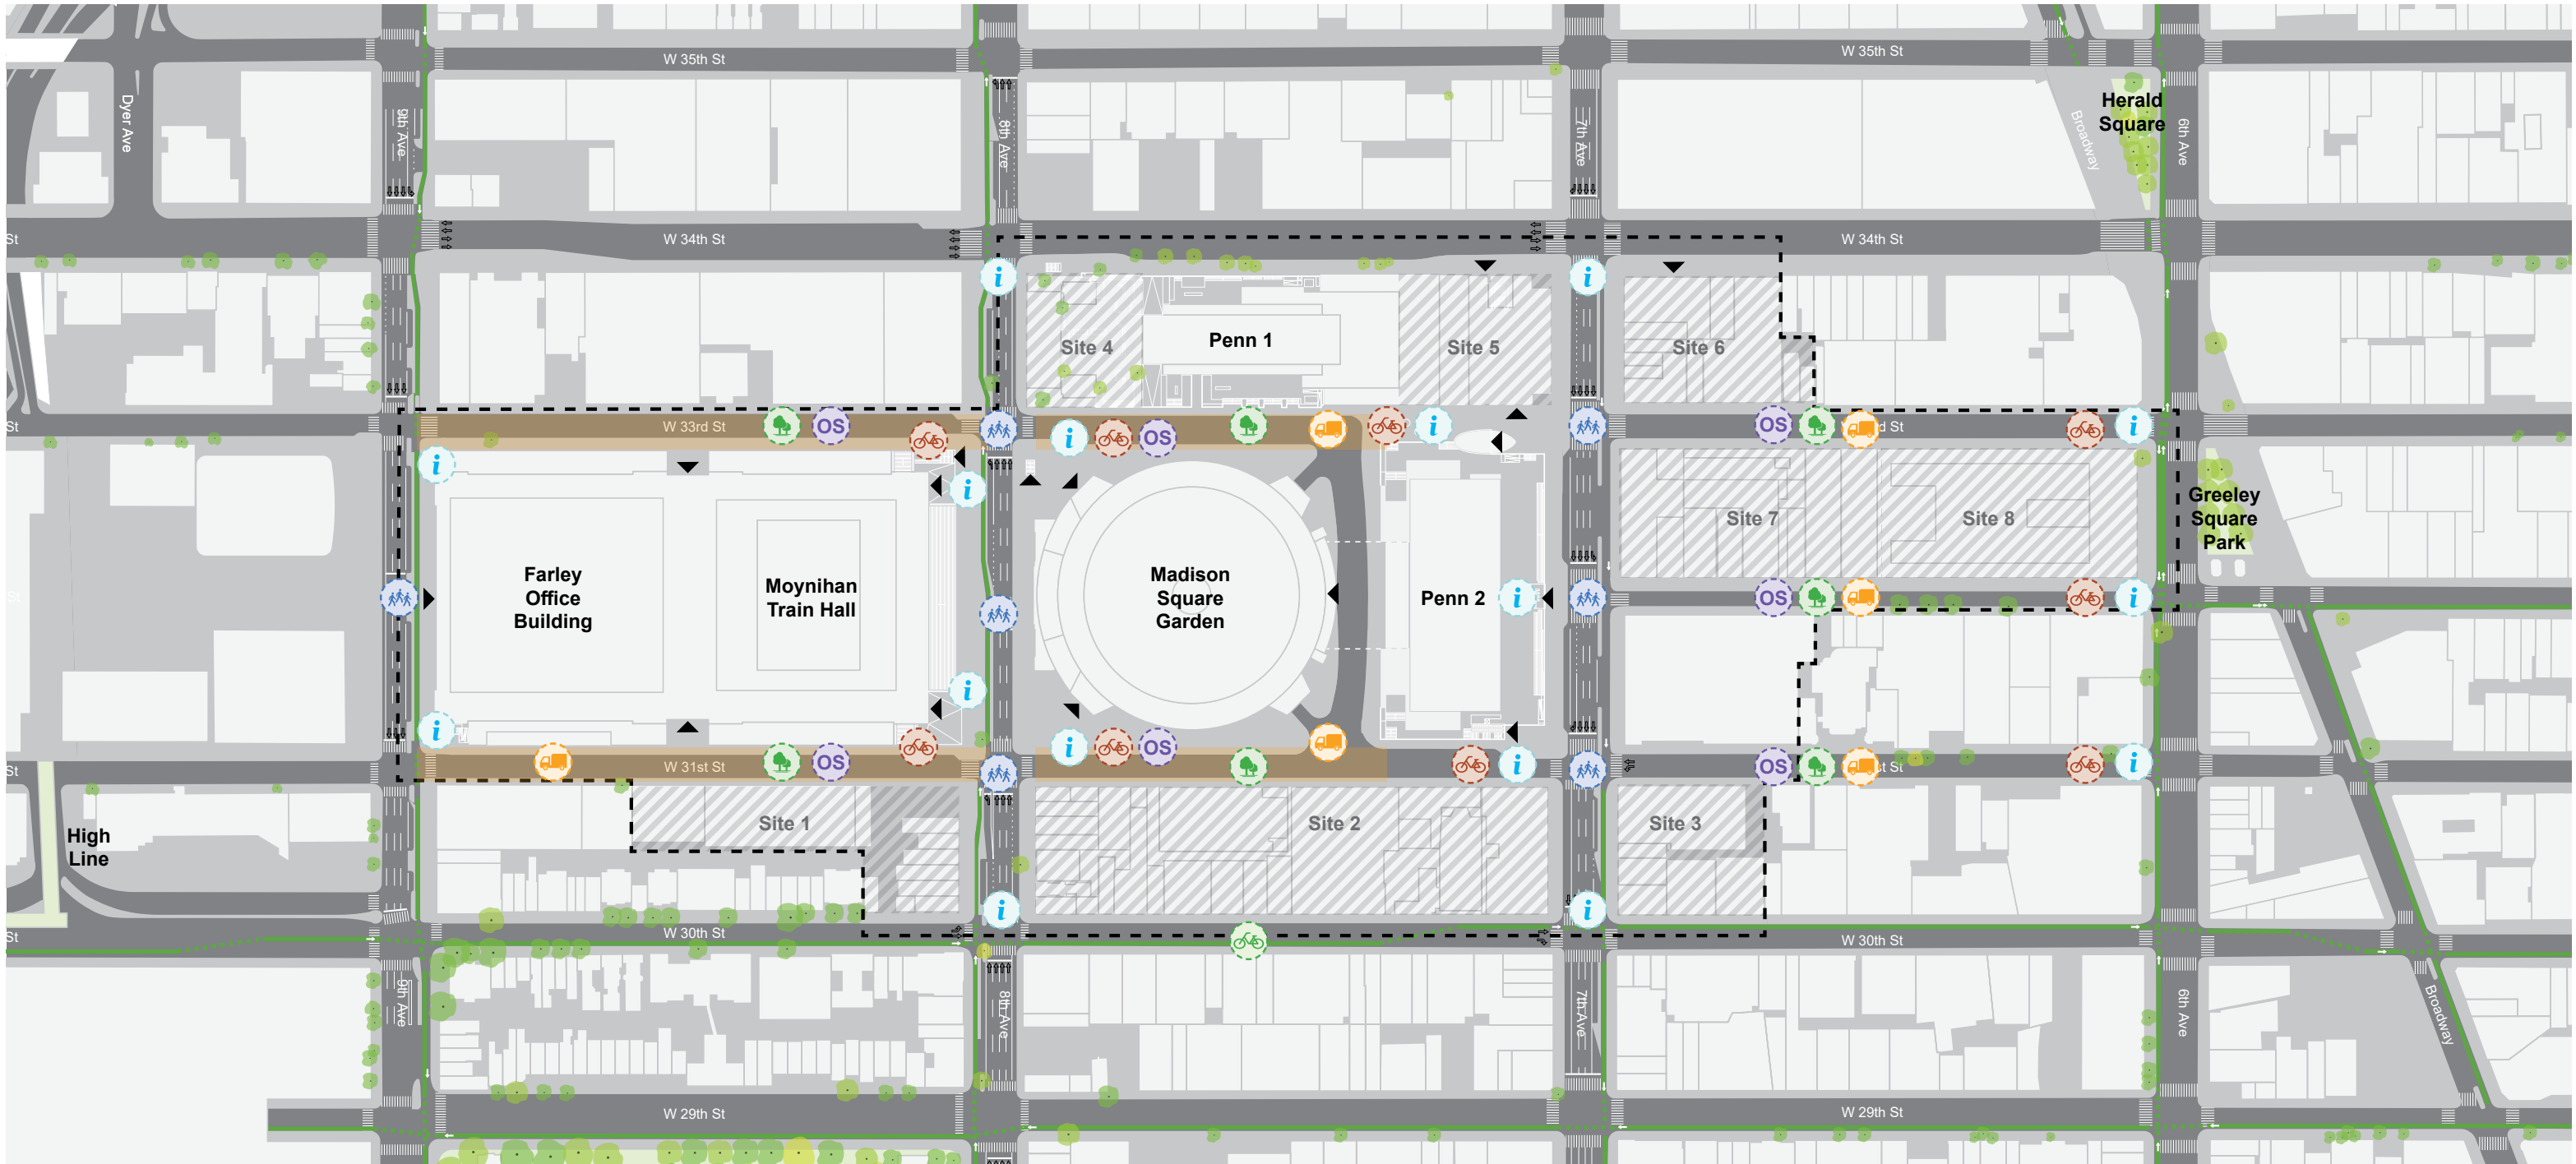 W 35th St
W 35th St
Dyer Ave
9th Ave
8th Ave
7th Ave
Broadway
Herald
Square
6th Ave
St
W 34th St
W 34th St
Site 4
Penn 1
Site 5
Site 6
St
W 33rd St
OS
i
i
i
i
OS
i
OS
d St
i
i
i
Greeley
Square
Park
Site 7
Site 8
St
Farley
Office
Building
Moynihan
Train Hall
Madison
Square
Garden
Penn 2
i
OS
i
i
i
St
W 31st St
OS
i
OS
i
OS
st St
i
High
Line
Site 1
Site 2
Site 3
i
i
St
W 30th St
W 30th St
9th Ave
8th Ave
7th Ave
6th Ave
Broadway
W 29th St
W 29th St